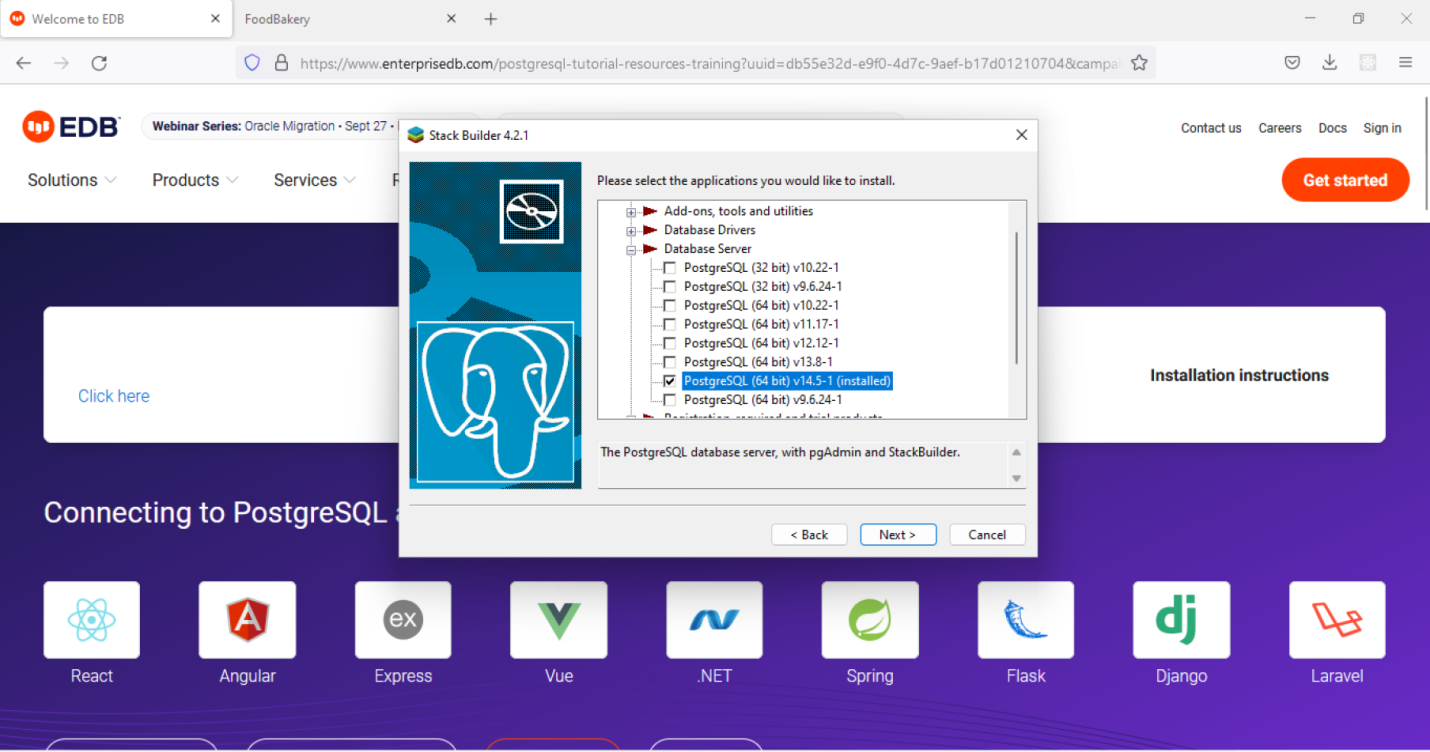 Welcome to EDB
FoodBakery
https://www.enterprisedb.com/postgresql-tutorial-resources-training?uuid=db55e32d-e9f0-4d7c-9aef-b17d01210704&campai
EDB
Webinar Series: Oracle Migration • Sept 27 •
Contact us
Careers
Docs
Sign in
Solutions
Products
Services
Get started
Stack Builder 4.2.1
Please select the applications you would like to install.
Add-ons, tools and utilities
Database Drivers
Database Server
PostgreSQL (32 bit) v10.22-1
PostgreSQL (32 bit) v9.6.24-1
PostgreSQL (64 bit) v10.22-1
PostgreSQL (64 bit) v11.17-1
PostgreSQL (64 bit) v12.12-1
PostgreSQL (64 bit) v13.8-1
PostgreSQL (64 bit) v14.5-1 (installed)
PostgreSQL (64 bit) v9.6.24-1
Registration-required and trial products
The PostgreSQL database server, with pgAdmin and StackBuilder.
< Back
Next >
Cancel
Click here
Installation instructions
Connecting to PostgreSQL
ex
dj
React
Angular
Express
Vue
.NET
Spring
Flask
Django
Laravel